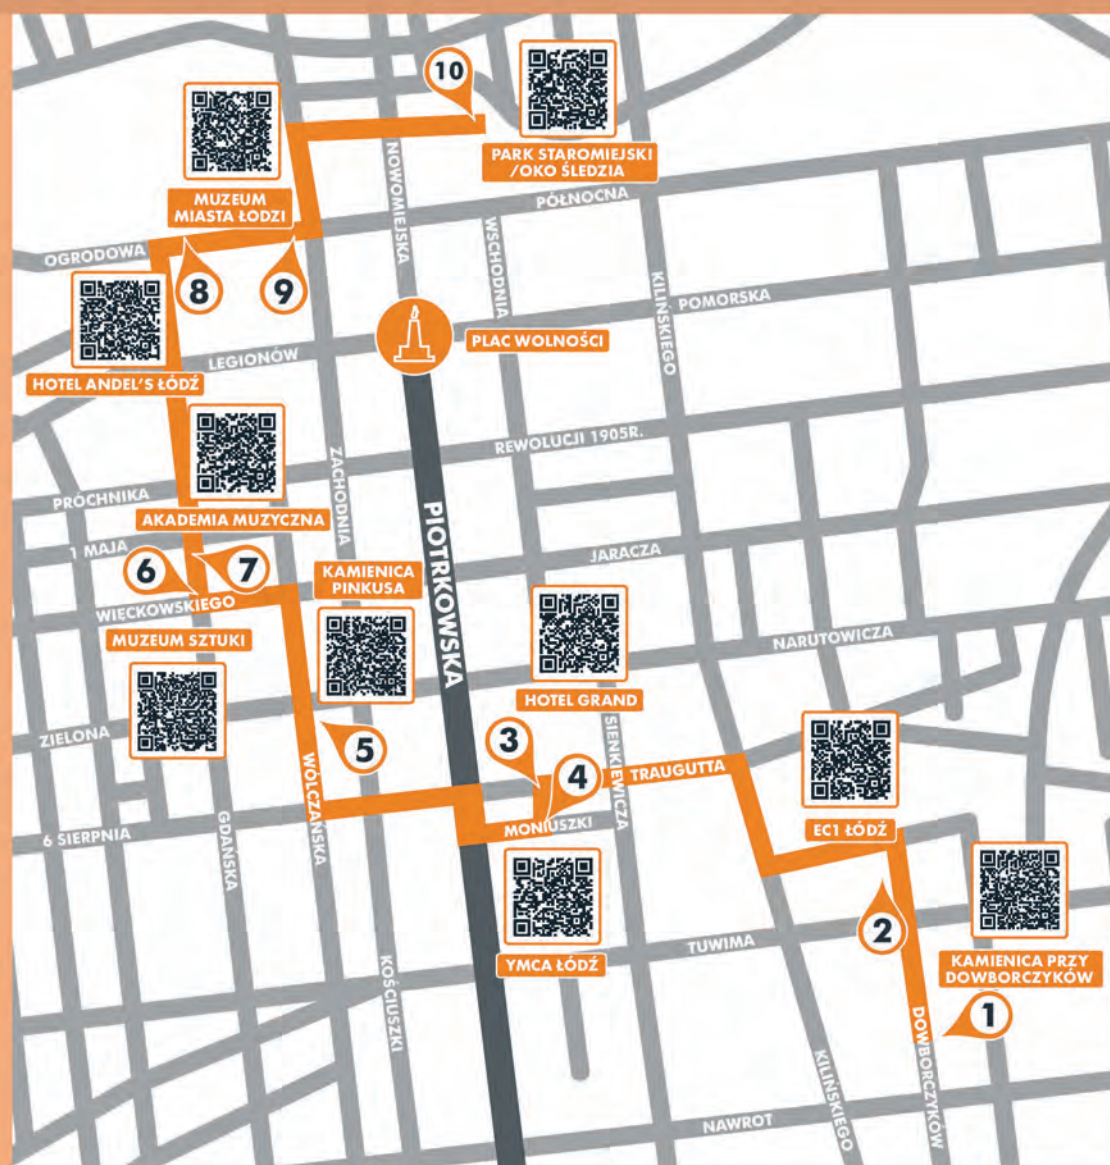 10
PARK STAROMIEJSKI
/OKO ŚLEDZIA
MUZEUM
MIASTA ŁODZI
NOWOMIEJSKA
PÓŁNOCNA
WSCHODNIA
OGRODOWA
8
9
KILIŃSKIEGO
POMORSKA
PLAC WOLNOŚCI
LEGIONÓW
HOTEL ANDEL'S ŁÓDŹ
REWOLUCJI 1905R.
ZACHODNIA
PRÓCHNIKA
AKADEMIA MUZYCZNA
PIOTRKOWSKA
1 MAJA
JARACZA
6
7
KAMIENICA
PINKUSA
WIĘCKOWSKIEGO
MUZEUM SZTUKI
NARUTOWICZA
HOTEL GRAND
ZIELONA
5
3
4
SIENKIEWICZA
TRAUGUTTA
WÓLCZAŃSKA
6 SIERPNIA
GDAŃSKA
MONIUSZKI
EC1 ŁÓDŹ
2
TUWIMA
YMCA ŁÓDŹ
KOŚCIUSZKI
KAMIENICA PRZY
DOWBORCZYKÓW
1
DOWBORCZYKÓW
KILIŃSKIEGO
NAWROT